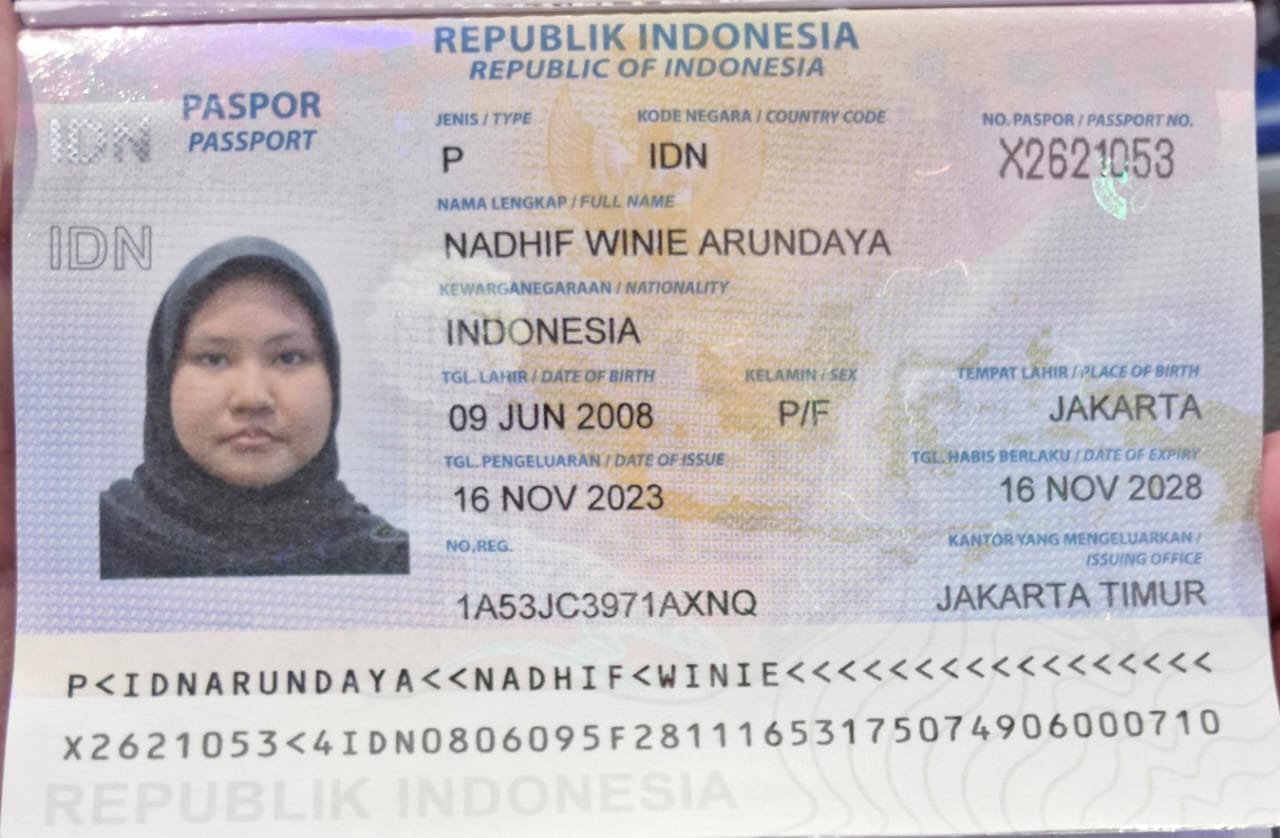 REPUBLIK INDONESIA
REPUBLIC OF INDONESIA
PASPOR
PASSPORT
IDN
IDN
JENIS / TYPE
KODE NEGARA / COUNTRY CODE
NO. PASPOR / PASSPORT NO.
P
IDN
X2621053
NAMA LENGKAP / FULL NAME
NADHIF WINIE ARUNDAYA
KEWARGANEGARAAN / NATIONALITY
INDONESIA
TGL. LAHIR / DATE OF BIRTH
KELAMIN / SEX
TEMPAT LAHIR / PLACE OF BIRTH
09 JUN 2008
P/F
JAKARTA
TGL. PENGELUARAN / DATE OF ISSUE
TGL. HABIS BERLAKU / DATE OF EXPIRY
16 NOV 2023
16 NOV 2028
NO.REG.
KANTOR YANG MENGELUARKAN /
ISSUING OFFICE
1A53JC3971AXNQ
JAKARTA TIMUR
P<IDNARUNDAYA<<NADHIF<WINIE<<<<<<<<<<<<<<<<<
X2621053<4IDN0806095F2811165317507490600071​0
REPUBLIK INDONESIA